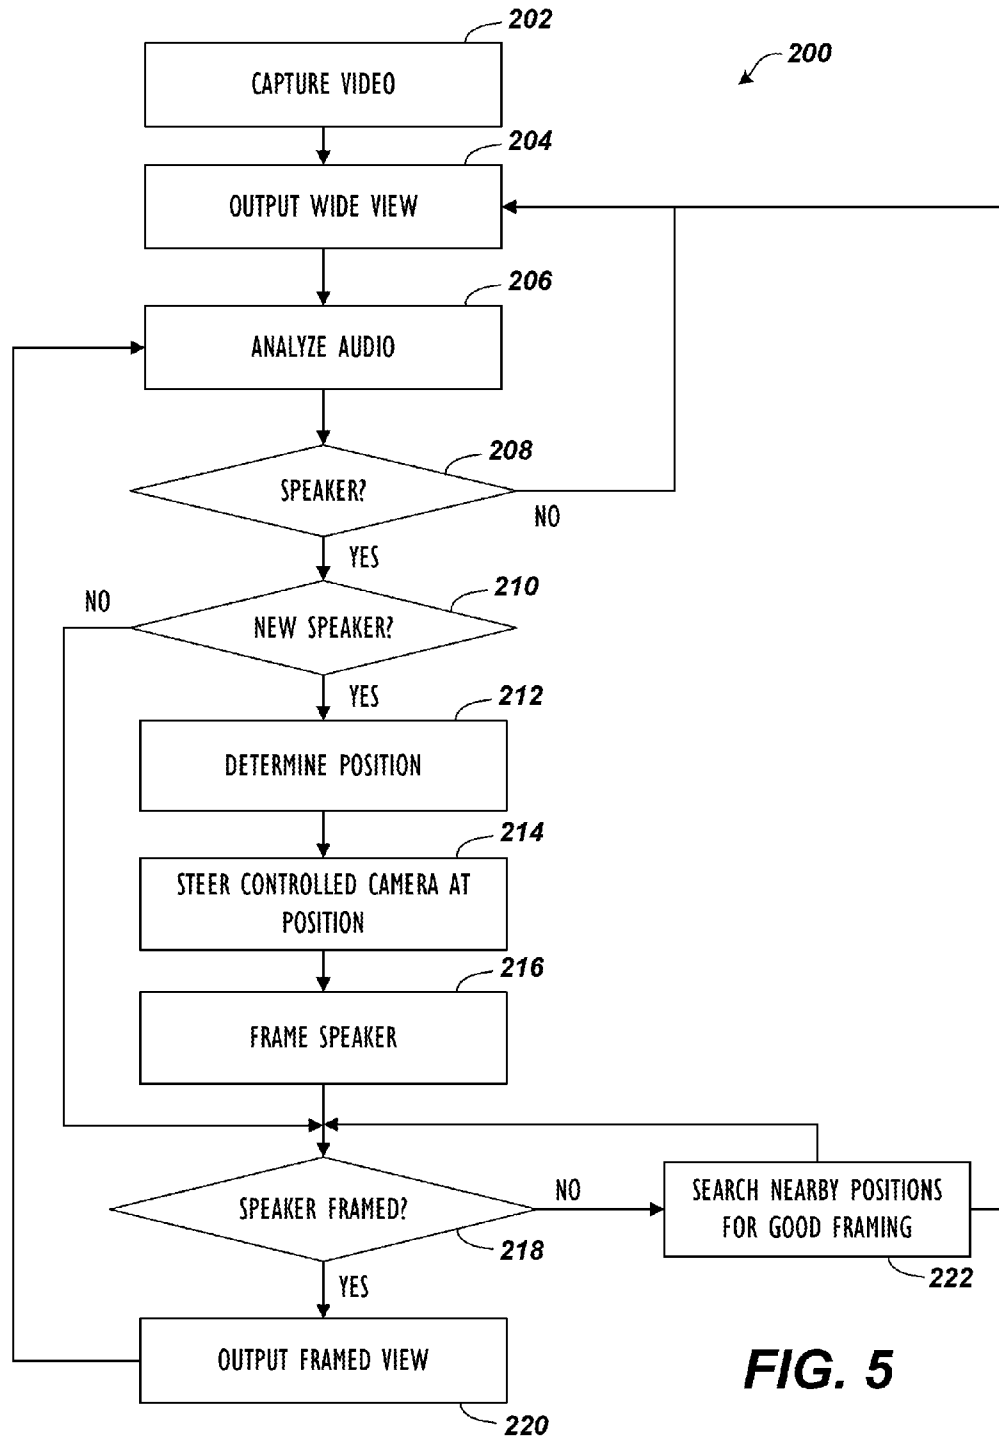 202
200
CAPTURE VIDEO
204
OUTPUT WIDE VIEW
206
ANALYZE AUDIO
208
SPEAKER?
NO
YES
210
NO
NEW SPEAKER?
YES
212
DETERMINE POSITION
214
STEER CONTROLLED CAMERA AT
POSITION
216
FRAME SPEAKER
SPEAKER FRAMED?
NO
SEARCH NEARBY POSITIONS
FOR GOOD FRAMING
218
222
YES
OUTPUT FRAMED VIEW
220
FIG. 5